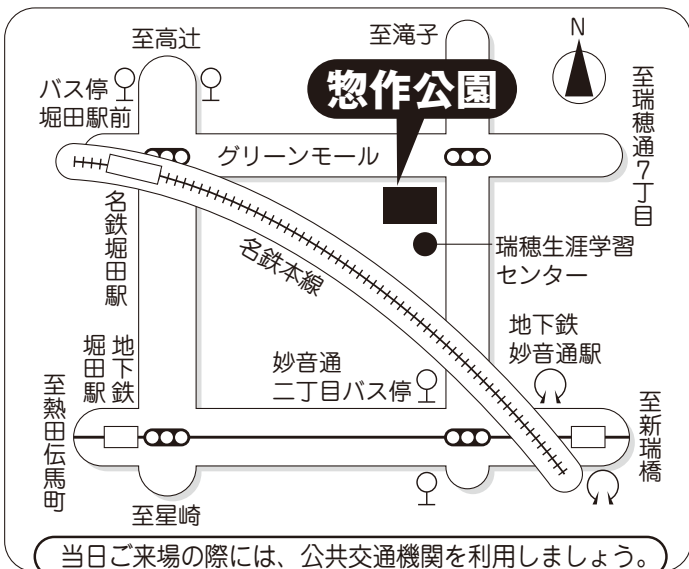 至高辻
至滝子
N
バス停
堀田駅前
惣作公園
至瑞穂通7丁目
グリーンモール
名鉄堀田駅
名鉄本線
瑞穂生涯学習
センター
地下鉄
妙音通駅
地下鉄
堀田駅
妙音通
二丁目バス停
至熱田伝馬町
至新瑞橋
至星崎
当日ご来場の際には、公共交通機関を利用しましょう。